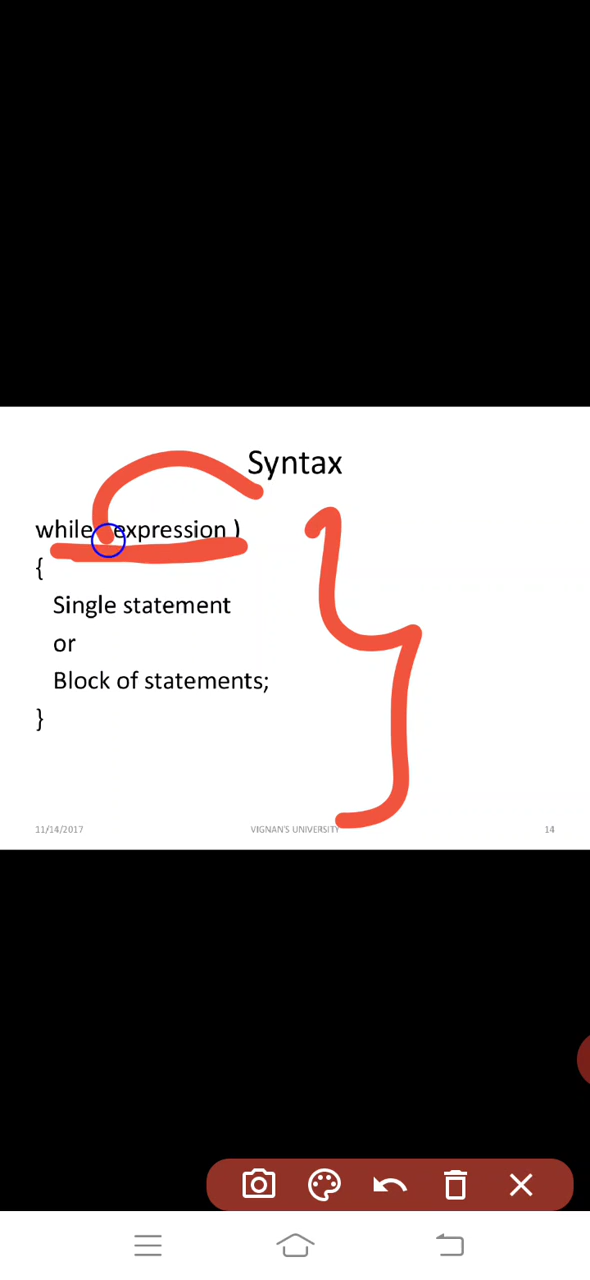 Syntax
while expression )
{
Single statement
or
Block of statements;
}
11/14/2017 VIGNAN'S UNIVERSITY 14